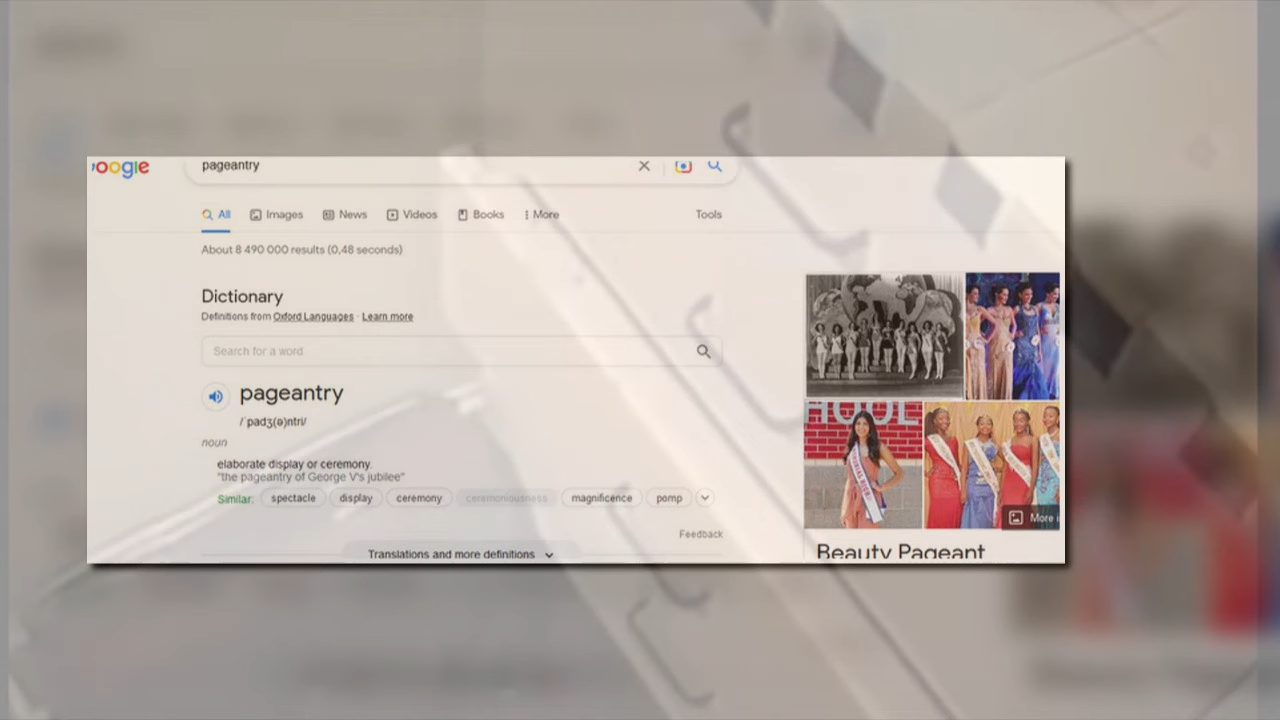 oogle
pageantry
All Images News Videos Books More Tools
About 8 490 000 results (0,48 seconds)
Dictionary
Definitions from Oxford Languages · Learn more
Search for a word
pageantry
/ˈpadʒ(ə)ntri/
noun
elaborate display or ceremony.
"the pageantry of George V's jubilee"
Similar: spectacle display ceremony ceremoniousness magnificence pomp
Feedback
Translations and more definitions
HOOL
More i
Beauty Pageant